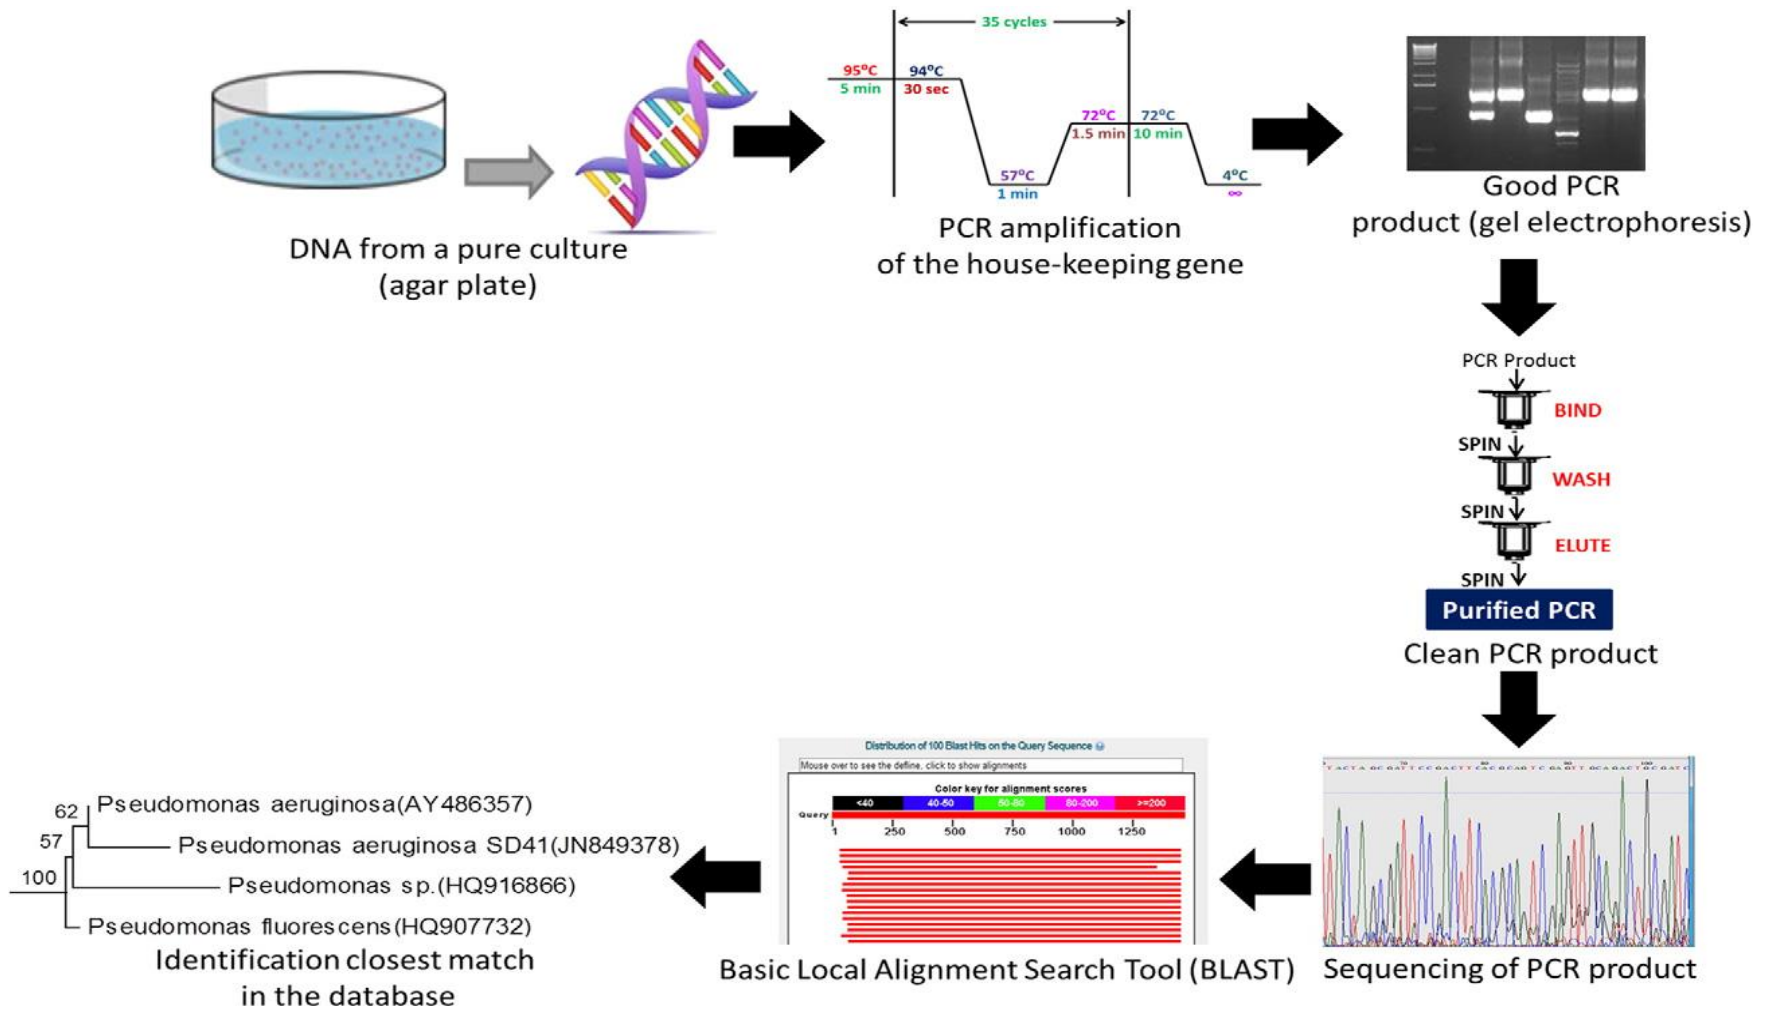 35 cycles
95°C
94°C
5 min
30 sec
72°C
72°C
1.5 min
10 min
57°C
1 min
4°C
∞
DNA from a pure culture
(agar plate)
PCR amplification
of the house-keeping gene
Good PCR
product (gel electrophoresis)
PCR Product
BIND
SPIN
WASH
SPIN
ELUTE
SPIN
Purified PCR
Clean PCR product
Sequencing of PCR product
Distribution of 100 Blast Hits on the Query Sequence
Mouse over to see the define, click to show alignments
Color key for alignment scores
<40 40-50 50-80 80-200 >=200
Query
1 250 500 750 1000 1250
Basic Local Alignment Search Tool (BLAST)
62
Pseudomonas aeruginosa(AY486357)
57
Pseudomonas aeruginosa SD41(JN849378)
100
Pseudomonas sp.(HQ916866)
Pseudomonas fluorescens(HQ907732)
Identification closest match
in the database